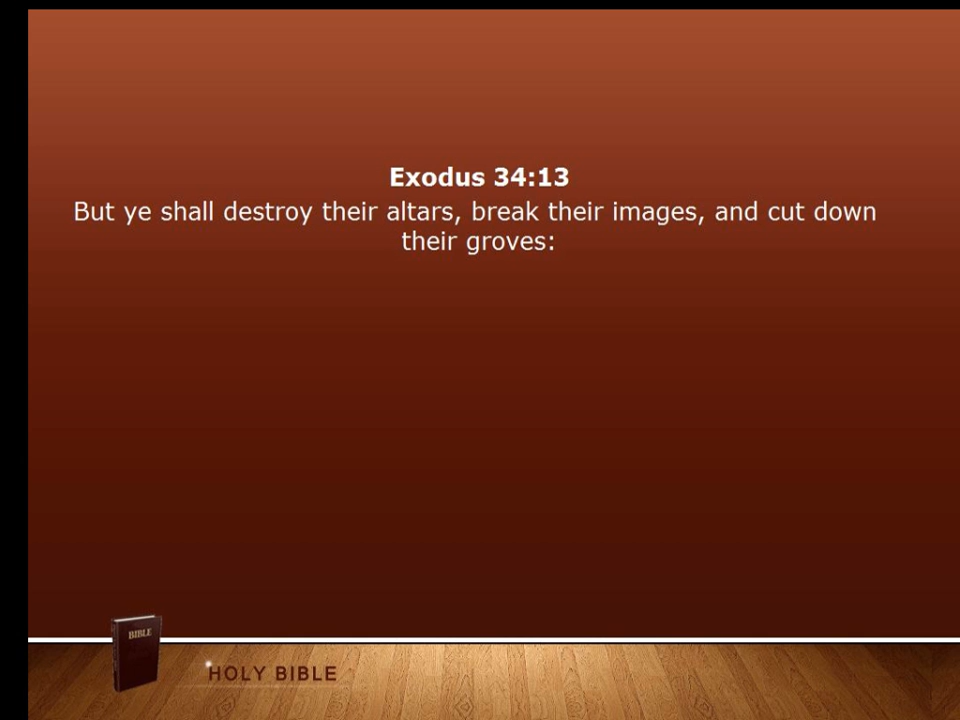 Exodus 34:13
But ye shall destroy their altars, break their images, and cut down
their groves:
BIBLE
HOLY BIBLE